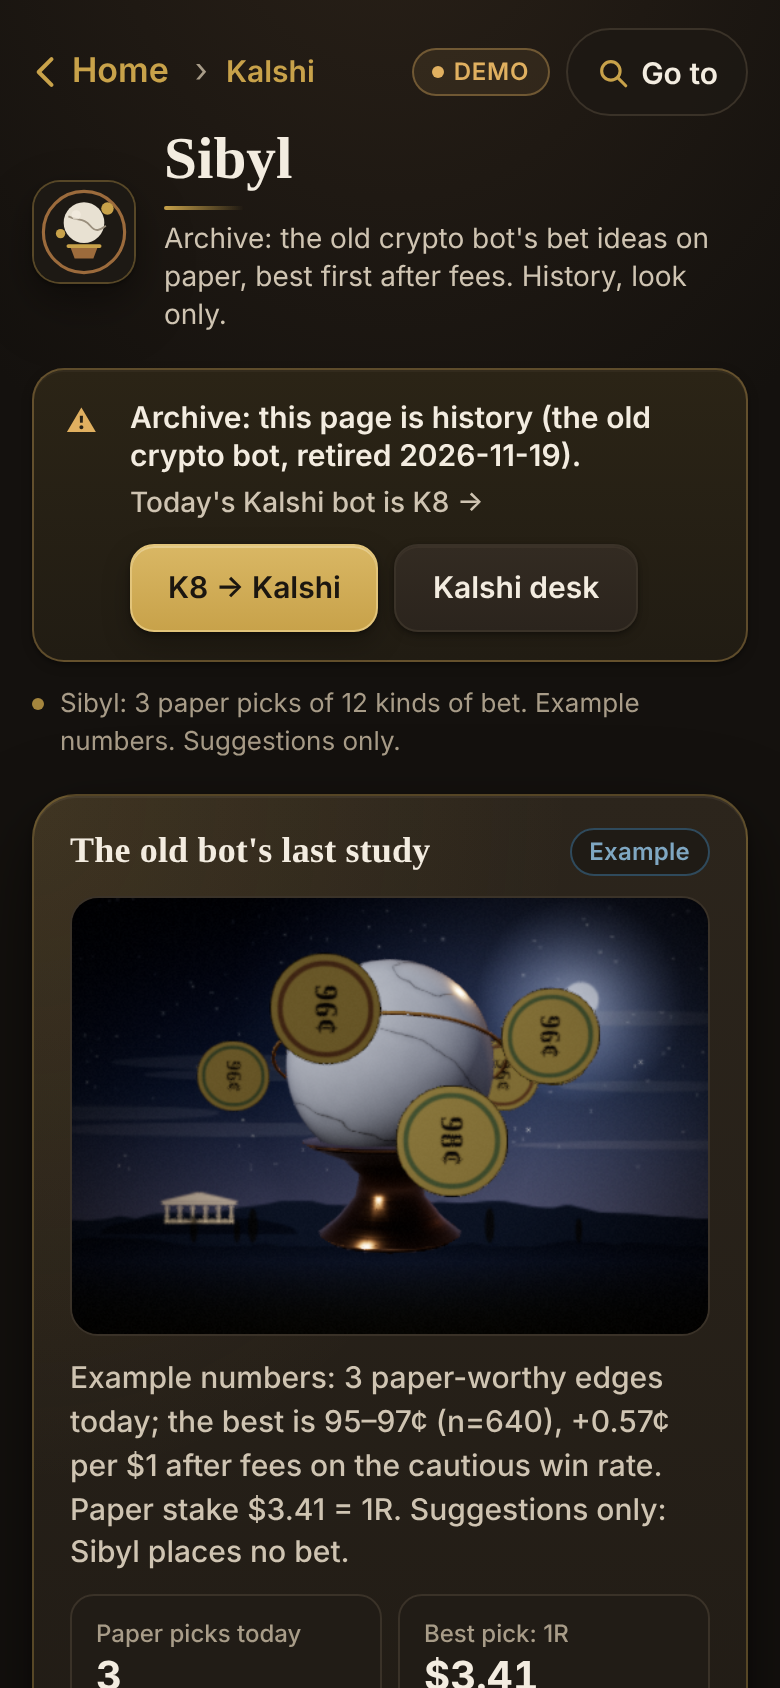 Home › Kalshi
DEMO
Go to
Sibyl
Archive: the old crypto bot's bet ideas on
paper, best first after fees. History, look
only.
Archive: this page is history (the old
crypto bot, retired 2026-11-19).
Today's Kalshi bot is K8 →
K8 → Kalshi
Kalshi desk
Sibyl: 3 paper picks of 12 kinds of bet. Example
numbers. Suggestions only.
The old bot's last study
Example
96¢
96¢
96¢
96¢
98¢
Example numbers: 3 paper-worthy edges
today; the best is 95–97¢ (n=640), +0.57¢
per $1 after fees on the cautious win rate.
Paper stake $3.41 = 1R. Suggestions only:
Sibyl places no bet.
Paper picks today
3
Best pick: 1R
$3.41